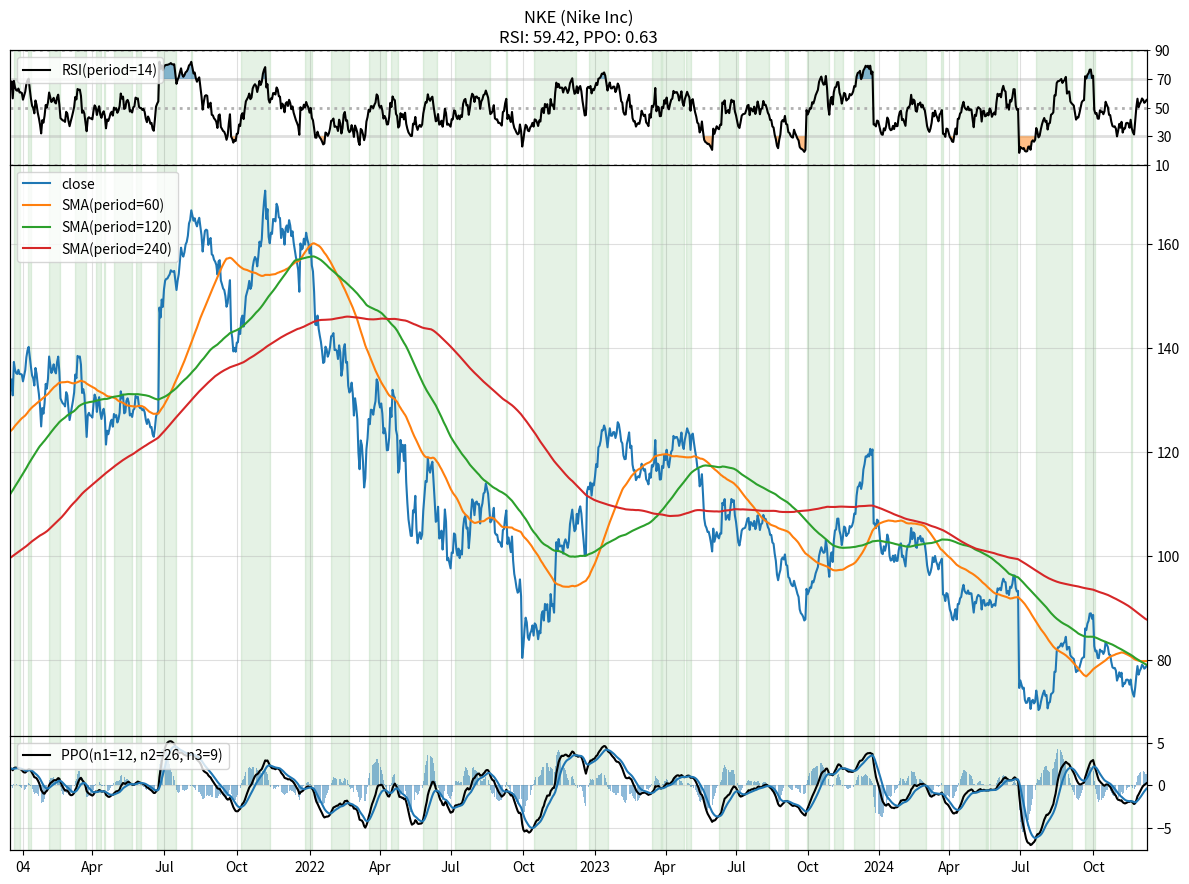 NKE (Nike Inc)
RSI: 59.42, PPO: 0.63
RSI(period=14)
90
70
50
30
10
close
SMA(period=60)
SMA(period=120)
SMA(period=240)
160
140
120
100
80
PPO(n1=12, n2=26, n3=9)
5
0
−5
04 Apr Jul Oct 2022 Apr Jul Oct 2023 Apr Jul Oct 2024 Apr Jul Oct